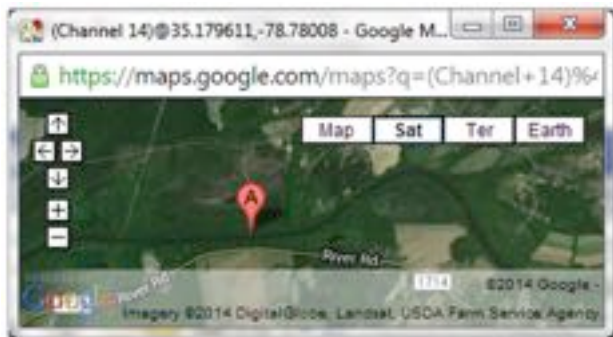 (Channel 14)@35.179611,-78.78008 - Google M...
https://maps.google.com/maps?q=(Channel+14)%
Map Sat Ter Earth
A
River Rd
1714
River Rd
©2014 Google -
Imagery ©2014 DigitalGlobe, Landsat, USDA Farm Service Agency